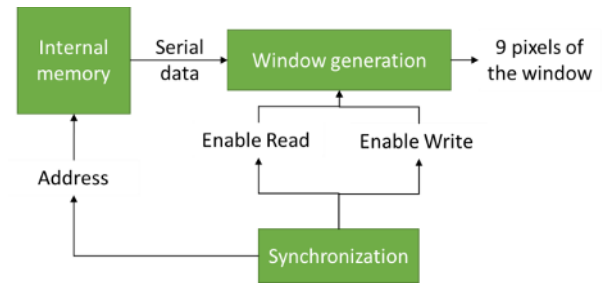 Internal
memory
Serial
data
Window generation
9 pixels of
the window
Enable Read
Enable Write
Address
Synchronization